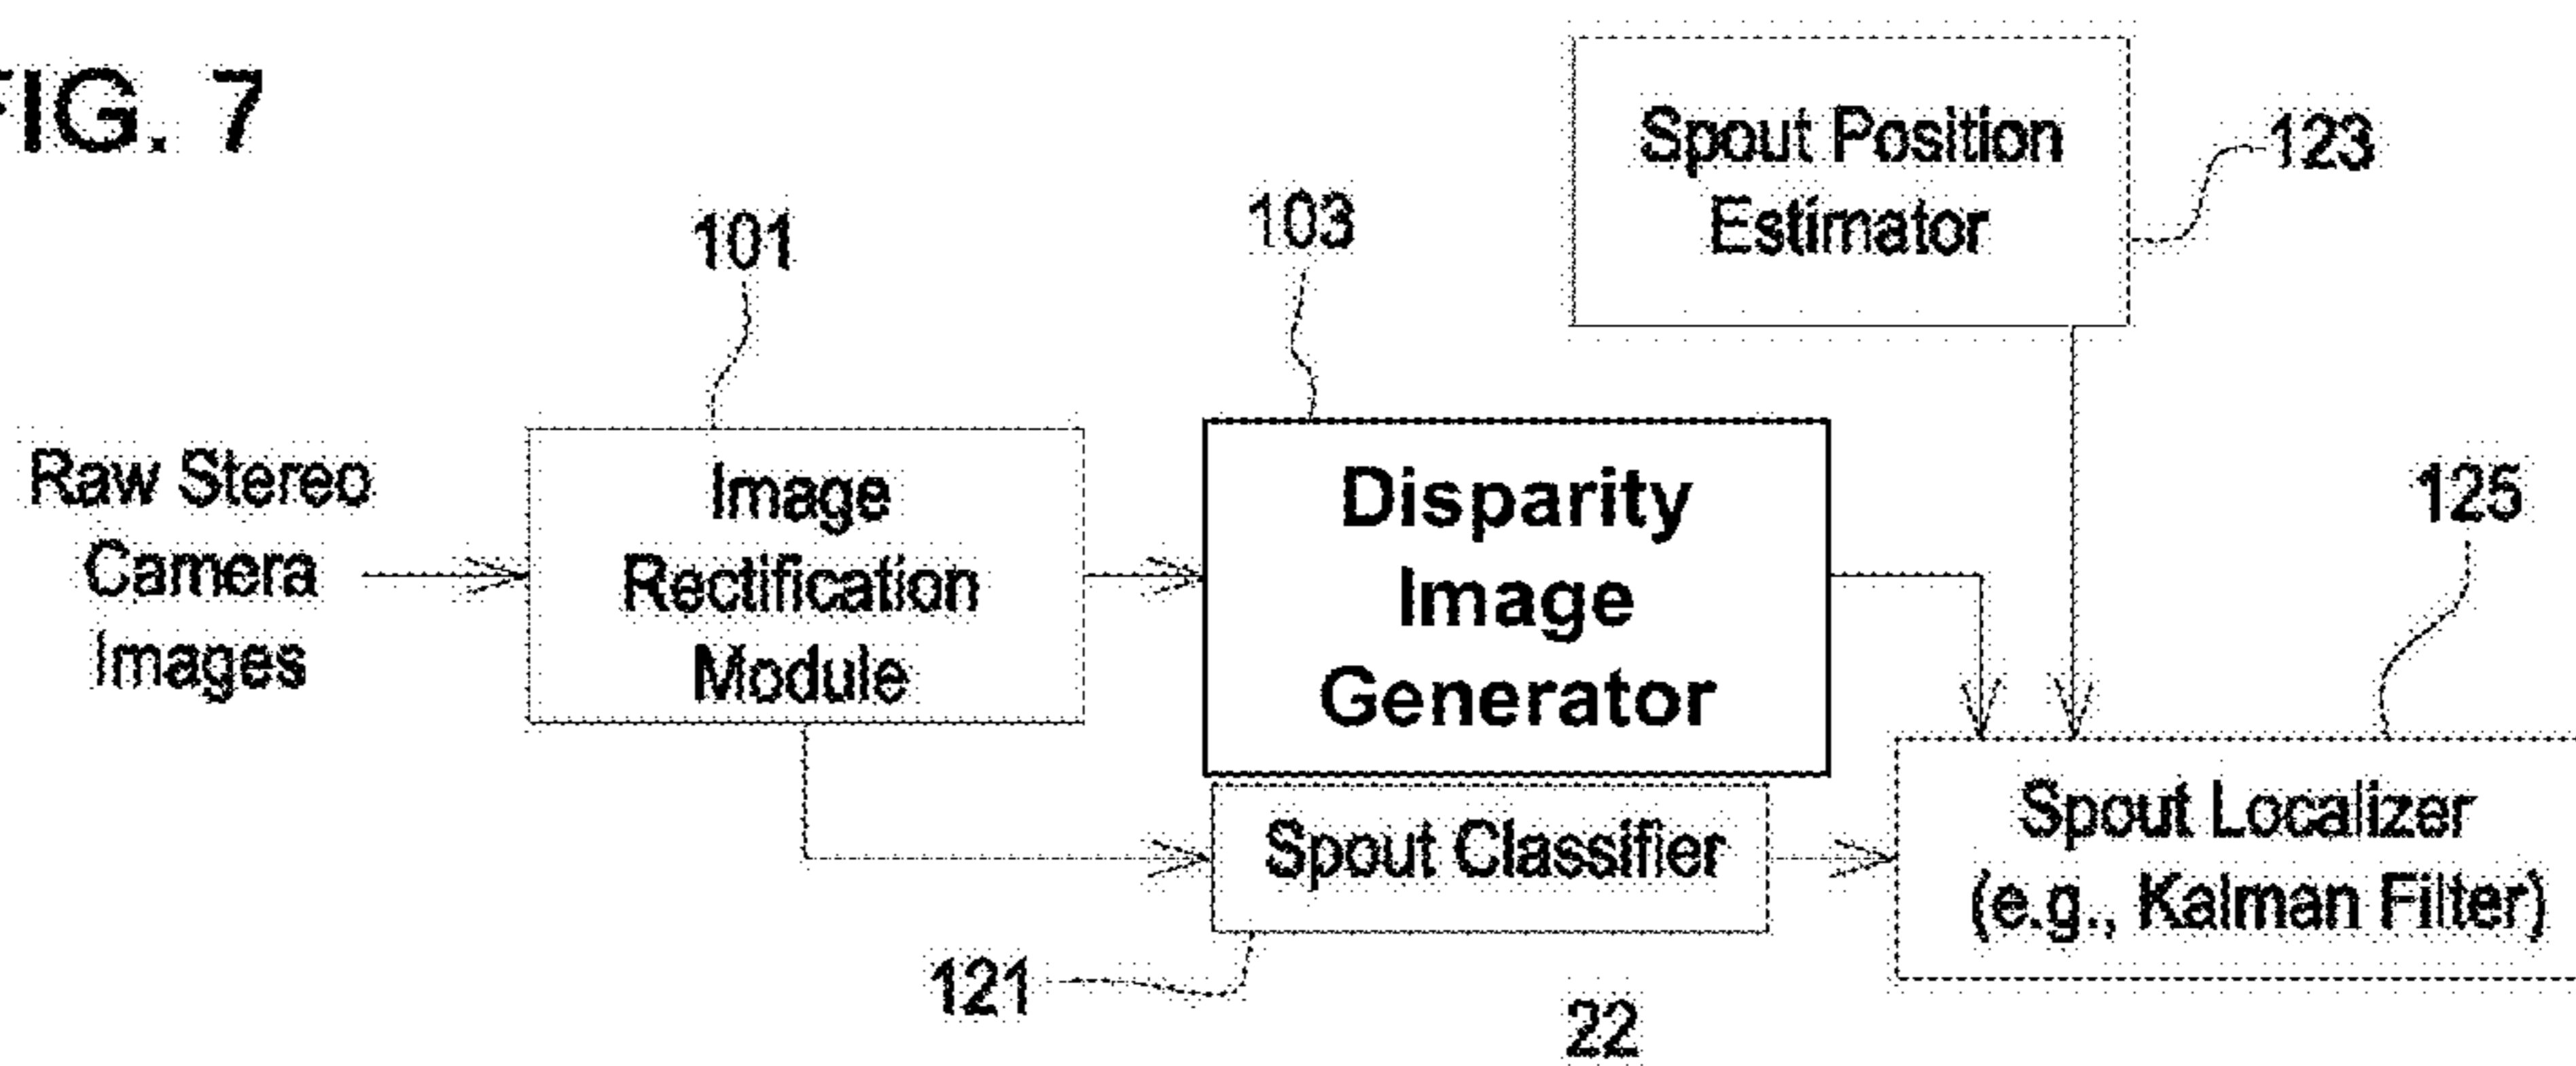 FIG. 7
101
103
Spout Position
Estimator
123
Raw Stereo
Camera
Images
Image
Rectification
Module
Disparity
Image
Generator
125
Spout Classifier
Spout Localizer
(e.g., Kalman Filter)
121
22